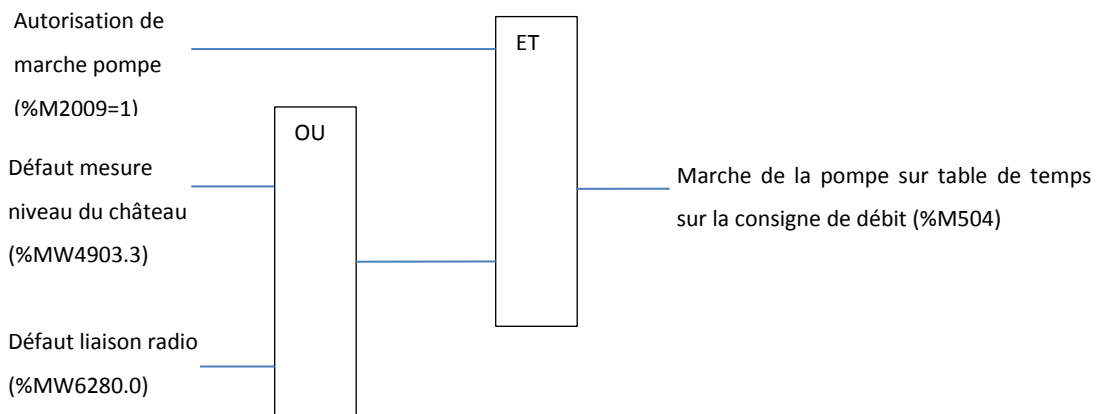 Autorisation de
marche pompe
(%M2009=1)
ET
OU
Défaut mesure
niveau du château
(%MW4903.3)
Marche de la pompe sur table de temps
sur la consigne de débit (%M504)
Défaut liaison radio
(%MW6280.0)